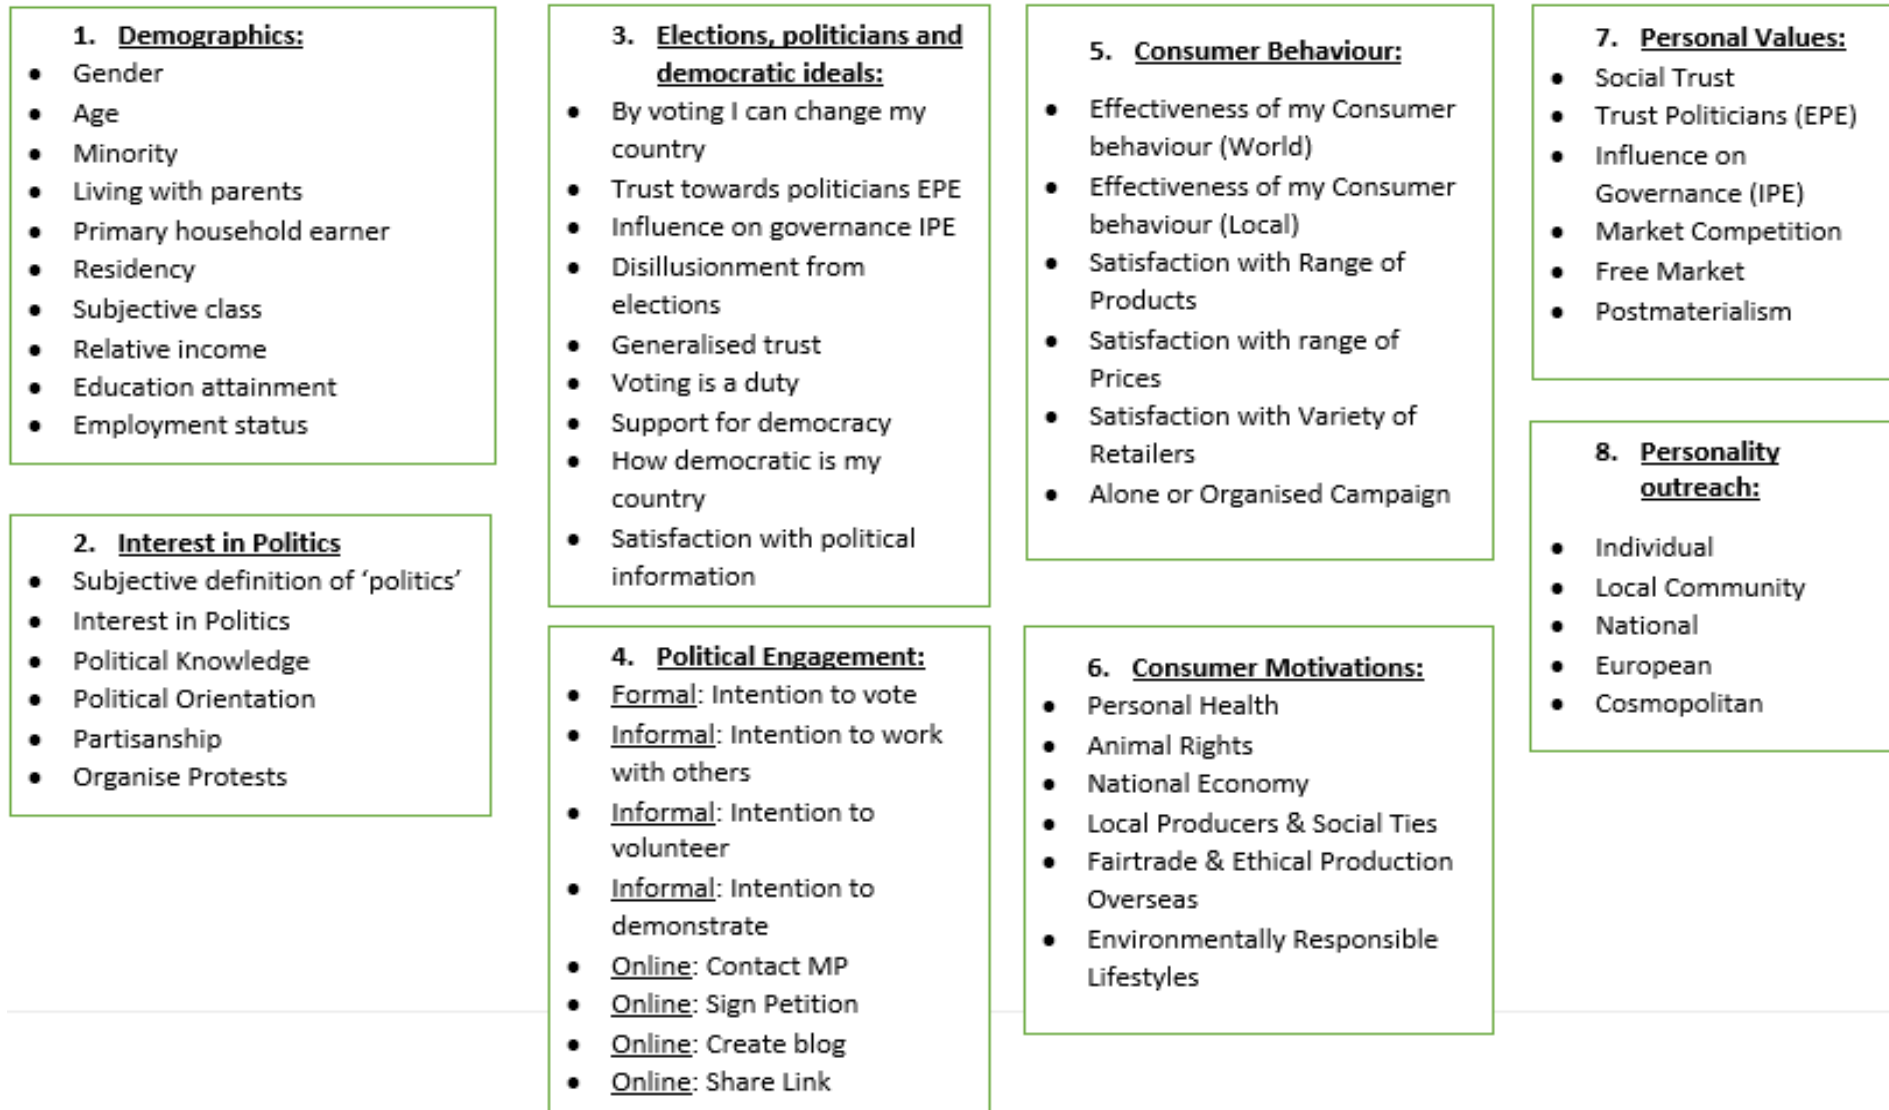 1. Demographics:
• Gender
• Age
• Minority
• Living with parents
• Primary household earner
• Residency
• Subjective class
• Relative income
• Education attainment
• Employment status
2. Interest in Politics
• Subjective definition of ‘politics’
• Interest in Politics
• Political Knowledge
• Political Orientation
• Partisanship
• Organise Protests
3. Elections, politicians and
democratic ideals:
• By voting I can change my
country
• Trust towards politicians EPE
• Influence on governance IPE
• Disillusionment from
elections
• Generalised trust
• Voting is a duty
• Support for democracy
• How democratic is my
country
• Satisfaction with political
information
4. Political Engagement:
• Formal: Intention to vote
• Informal: Intention to work
with others
• Informal: Intention to
volunteer
• Informal: Intention to
demonstrate
• Online: Contact MP
• Online: Sign Petition
• Online: Create blog
• Online: Share Link
5. Consumer Behaviour:
• Effectiveness of my Consumer
behaviour (World)
• Effectiveness of my Consumer
behaviour (Local)
• Satisfaction with Range of
Products
• Satisfaction with range of
Prices
• Satisfaction with Variety of
Retailers
• Alone or Organised Campaign
6. Consumer Motivations:
• Personal Health
• Animal Rights
• National Economy
• Local Producers & Social Ties
• Fairtrade & Ethical Production
Overseas
• Environmentally Responsible
Lifestyles
7. Personal Values:
• Social Trust
• Trust Politicians (EPE)
• Influence on
Governance (IPE)
• Market Competition
• Free Market
• Postmaterialism
8. Personality
outreach:
• Individual
• Local Community
• National
• European
• Cosmopolitan